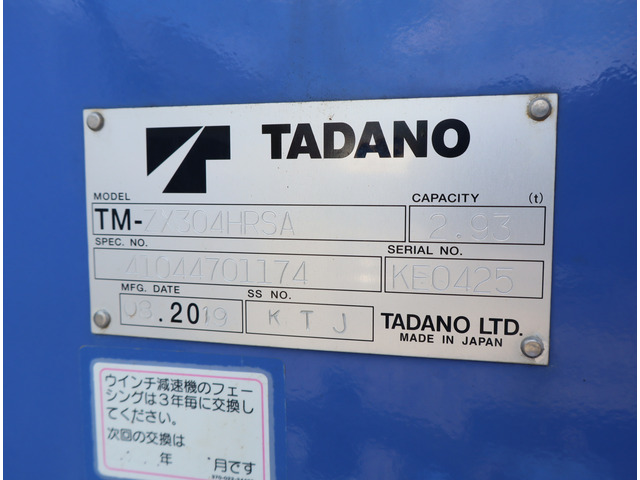 TADANO
MODEL
CAPACITY (t)
TM-ZX304HRSA
2.93
SPEC. NO.
SERIAL NO.
41044701174
KE0425
MFG. DATE
SS NO.
03.2019
KTJ
TADANO LTD.
MADE IN JAPAN
ウインチ減速機のフェー
シングは3年毎に交換し
てください。
次回の交換は
年 月です